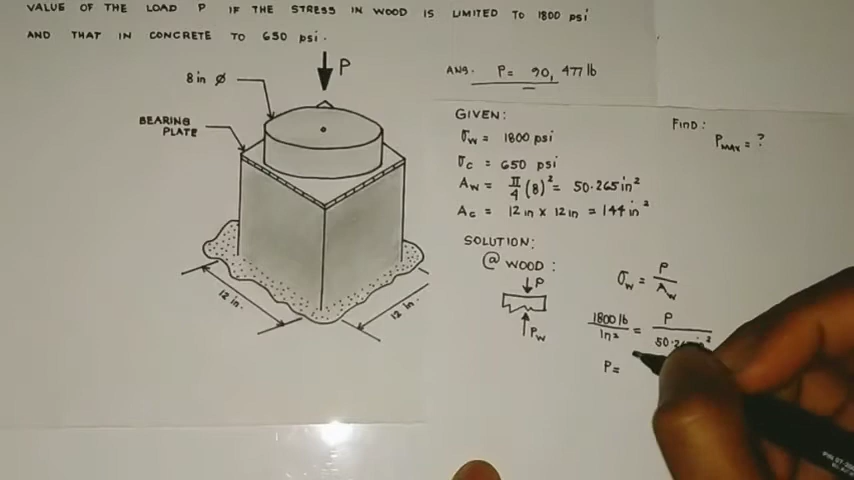 VALUE OF THE LOAD P IF THE STRESS IN WOOD IS LIMITED TO 1800 psi
AND THAT IN CONCRETE TO 650 psi.
P
8 in Ø
BEARING
PLATE
12 in.
12 in.
ANS. P = 90,477 lb
GIVEN:
σw = 1800 psi
σc = 650 psi
Aw = π/4 (8)² = 50.265 in²
Ac = 12 in x 12 in = 144 in²
FIND:
PMAX = ?
SOLUTION:
@ WOOD:
P
Pw
σw = P/Aw
1800 lb/in² = P/50.265 in²
P =